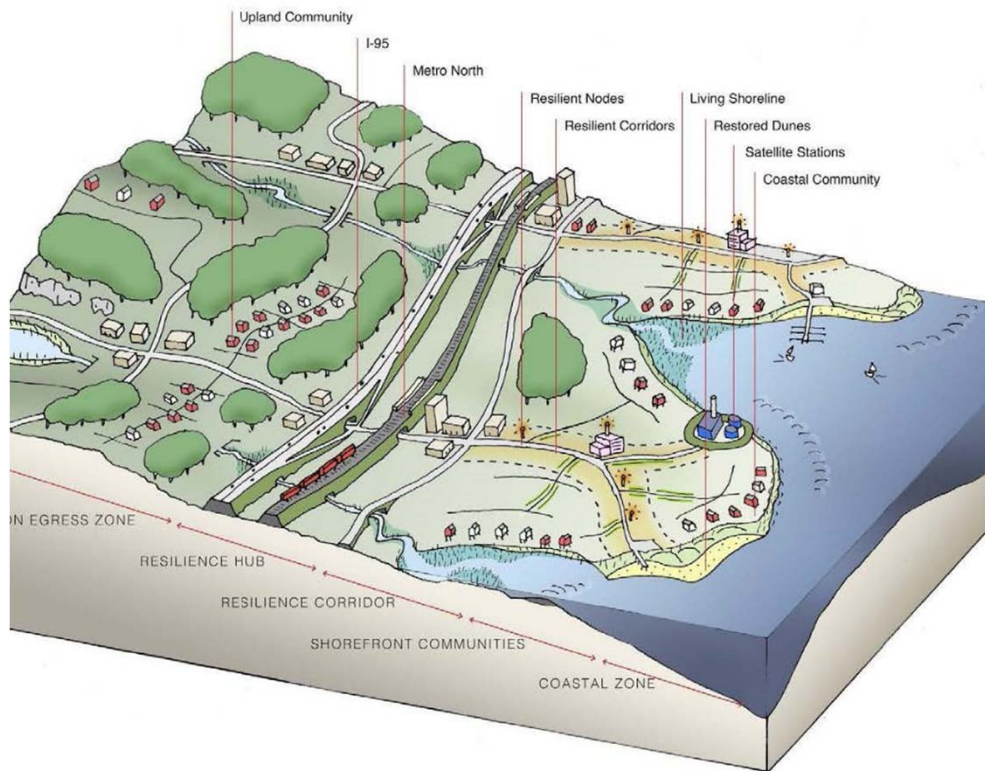 Upland Community
I-95
Metro North
Resilient Nodes
Resilient Corridors
Living Shoreline
Restored Dunes
Satellite Stations
Coastal Community
ON EGRESS ZONE
RESILIENCE HUB
RESILIENCE CORRIDOR
SHOREFRONT COMMUNITIES
COASTAL ZONE